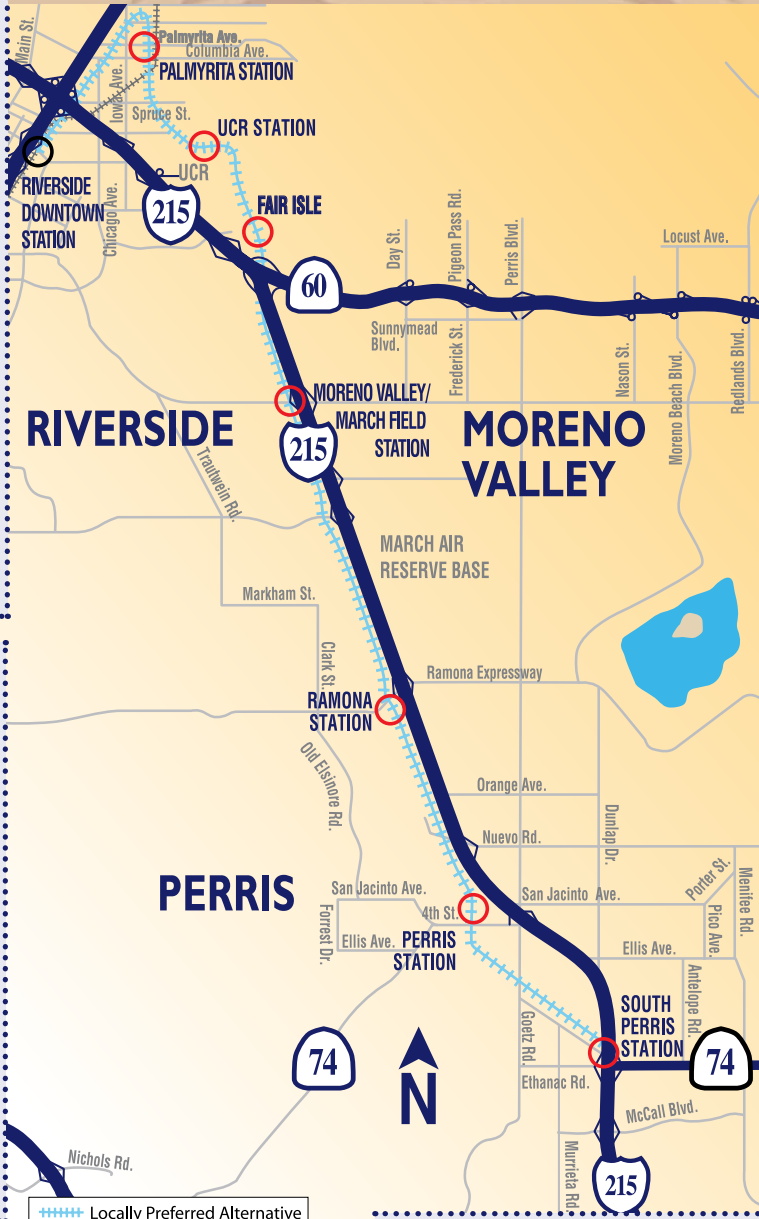 Main St.
Palmyrita Ave.
Columbia Ave.
PALMYRITA STATION
Iowa Ave.
Spruce St.
UCR STATION
UCR
RIVERSIDE
DOWNTOWN
STATION
Chicago Ave.
215
FAIR ISLE
60
Day St.
Pigeon Pass Rd.
Perris Blvd.
Locust Ave.
Sunnymead
Blvd.
Frederick St.
Nason St.
Moreno Beach Blvd.
Redlands Blvd.
MORENO VALLEY/
MARCH FIELD
STATION
RIVERSIDE
215
MORENO
VALLEY
Trautwein Rd.
MARCH AIR
RESERVE BASE
Markham St.
Clark St.
Ramona Expressway
RAMONA
STATION
Old Elsinore Rd.
Orange Ave.
Dunlap Dr.
Nuevo Rd.
PERRIS
San Jacinto Ave.
San Jacinto Ave.
Porter St.
Menifee Rd.
4th St.
Forrest Dr.
Ellis Ave.
PERRIS
STATION
Pico Ave.
Ellis Ave.
Antelope Rd.
SOUTH
PERRIS
STATION
Goetz Rd.
74
74
N
Ethanac Rd.
McCall Blvd.
Murrieta Rd.
Nichols Rd.
215
Locally Preferred Alternative